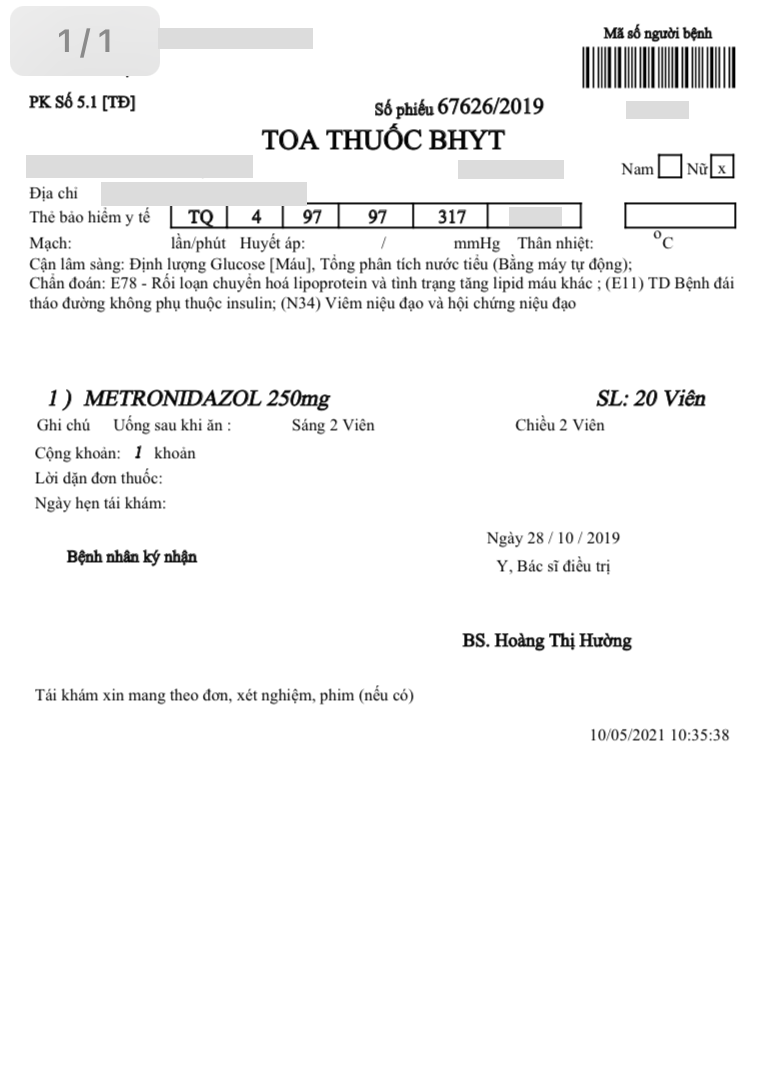 1/1
Mã số người bệnh
PK Số 5.1 [TĐ]
Số phiếu 67626/2019
TOA THUỐC BHYT
Nam Nữ x
Địa chỉ
Thẻ bảo hiểm y tế TQ 4 97 97 317
Mạch: lần/phút Huyết áp: / mmHg Thân nhiệt: °C
Cận lâm sàng: Định lượng Glucose [Máu], Tổng phân tích nước tiểu (Bằng máy tự động);
Chẩn đoán: E78 - Rối loạn chuyển hoá lipoprotein và tình trạng tăng lipid máu khác ; (E11) TD Bệnh đái
tháo đường không phụ thuộc insulin; (N34) Viêm niệu đạo và hội chứng niệu đạo
1 ) METRONIDAZOL 250mg SL: 20 Viên
Ghi chú Uống sau khi ăn : Sáng 2 Viên Chiều 2 Viên
Cộng khoản: 1 khoản
Lời dặn đơn thuốc:
Ngày hẹn tái khám:
Ngày 28 / 10 / 2019
Bệnh nhân ký nhận
Y, Bác sĩ điều trị
BS. Hoàng Thị Hường
Tái khám xin mang theo đơn, xét nghiệm, phim (nếu có)
10/05/2021 10:35:38